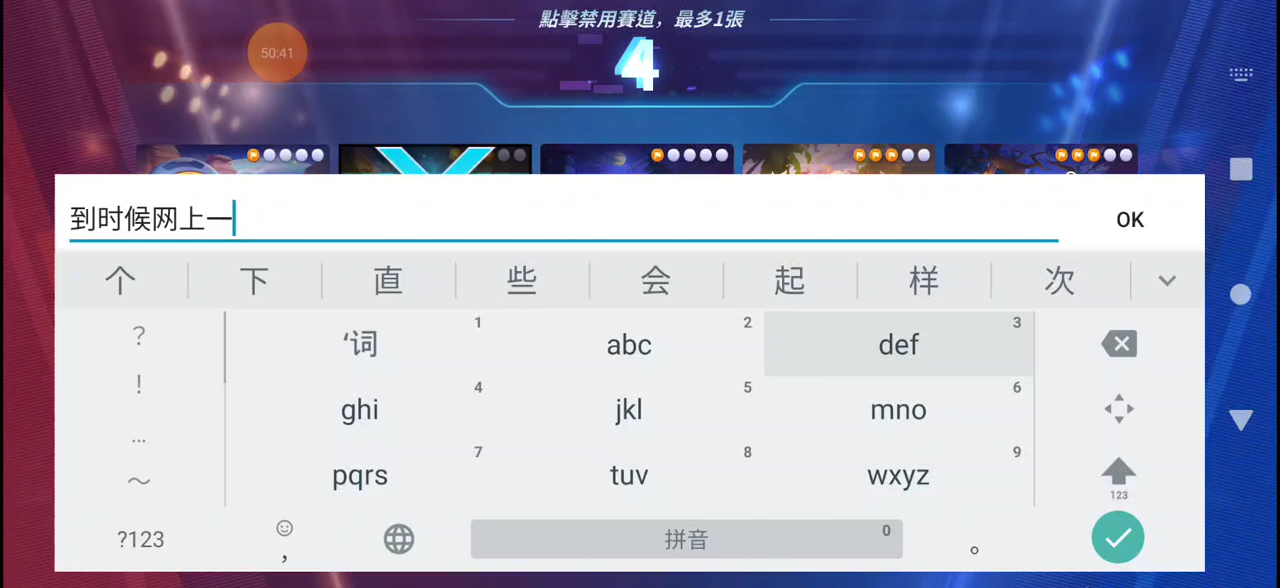 點擊禁用賽道，最多1張
50:41
4
到时候网上一
OK
个 下 直 些 会 起 样 次
? ‘词 1 abc 2 def 3
!
… ghi 4 jkl 5 mno 6
～ pqrs 7 tuv 8 wxyz 9
123
?123 , 拼音 0 。